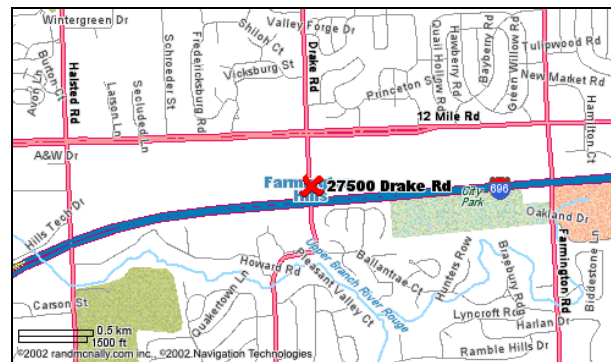 Wintergreen Dr
Valley Forge Dr
Shiloh Ct
Vicksburg St
Fredericksburg Rd
Schroeder St
Secluded Ln
Larson Ln
Burton Ct
Avon Ln
Halsted Rd
Drake Rd
Princeton St
Quail Hollow Rd
Hawberry Rd
Bayberry Rd
Green Willow Rd
Tulipwood Rd
New Market Rd
Hamilton Ct
12 Mile Rd
A&W Dr
Farmington Hills
27500 Drake Rd
City Park
696
Oakland Dr
Hills Tech Dr
Howard Rd
Quakertown Ln
Pleasant Valley Ct
Upper Branch River Rouge
Ballantrae Ct
Hunters Row
Braebury Rd
Farmington Rd
Biddestone
Lyncroft Rd
Harlan Dr
Ramble Hills Dr
Carson St
0.5 km
1500 ft
©2002 randmcnally.com inc. ©2002 Navigation Technologies